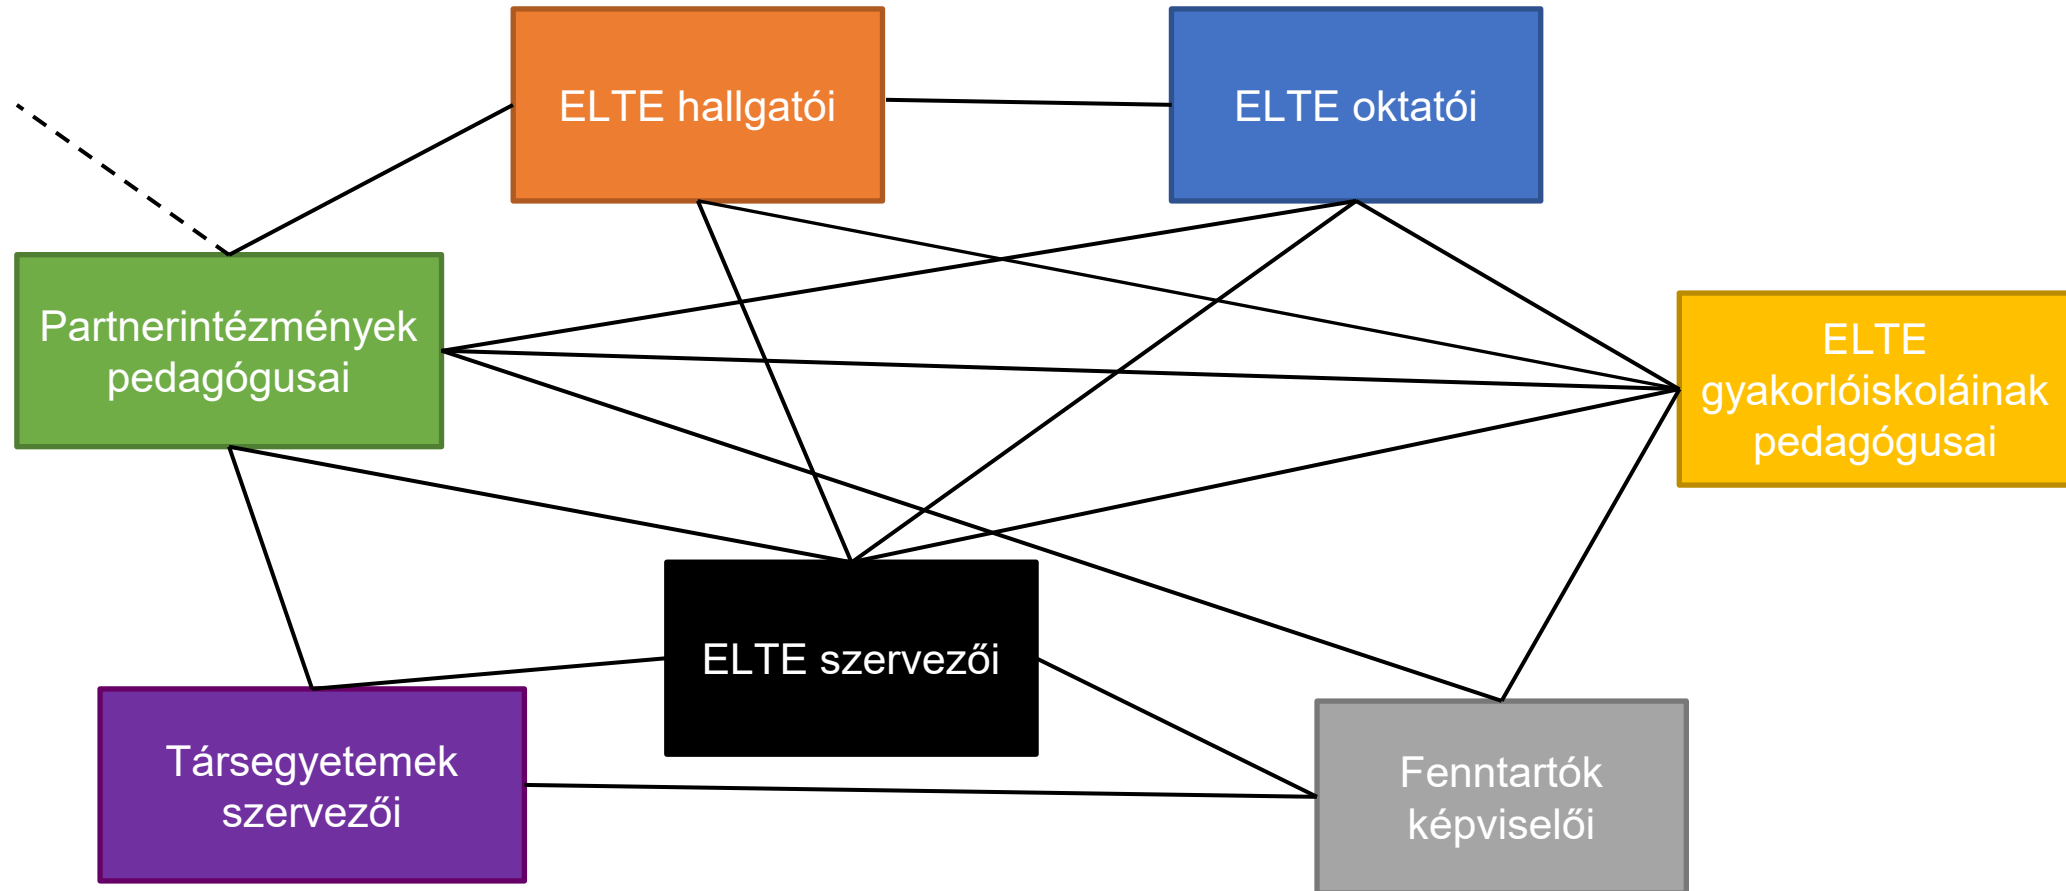 ELTE hallgatói
ELTE oktatói
Partnerintézmények
pedagógusai
ELTE
gyakorlóiskoláinak
pedagógusai
ELTE szervezői
Társegyetemek
szervezői
Fenntartók
képviselői